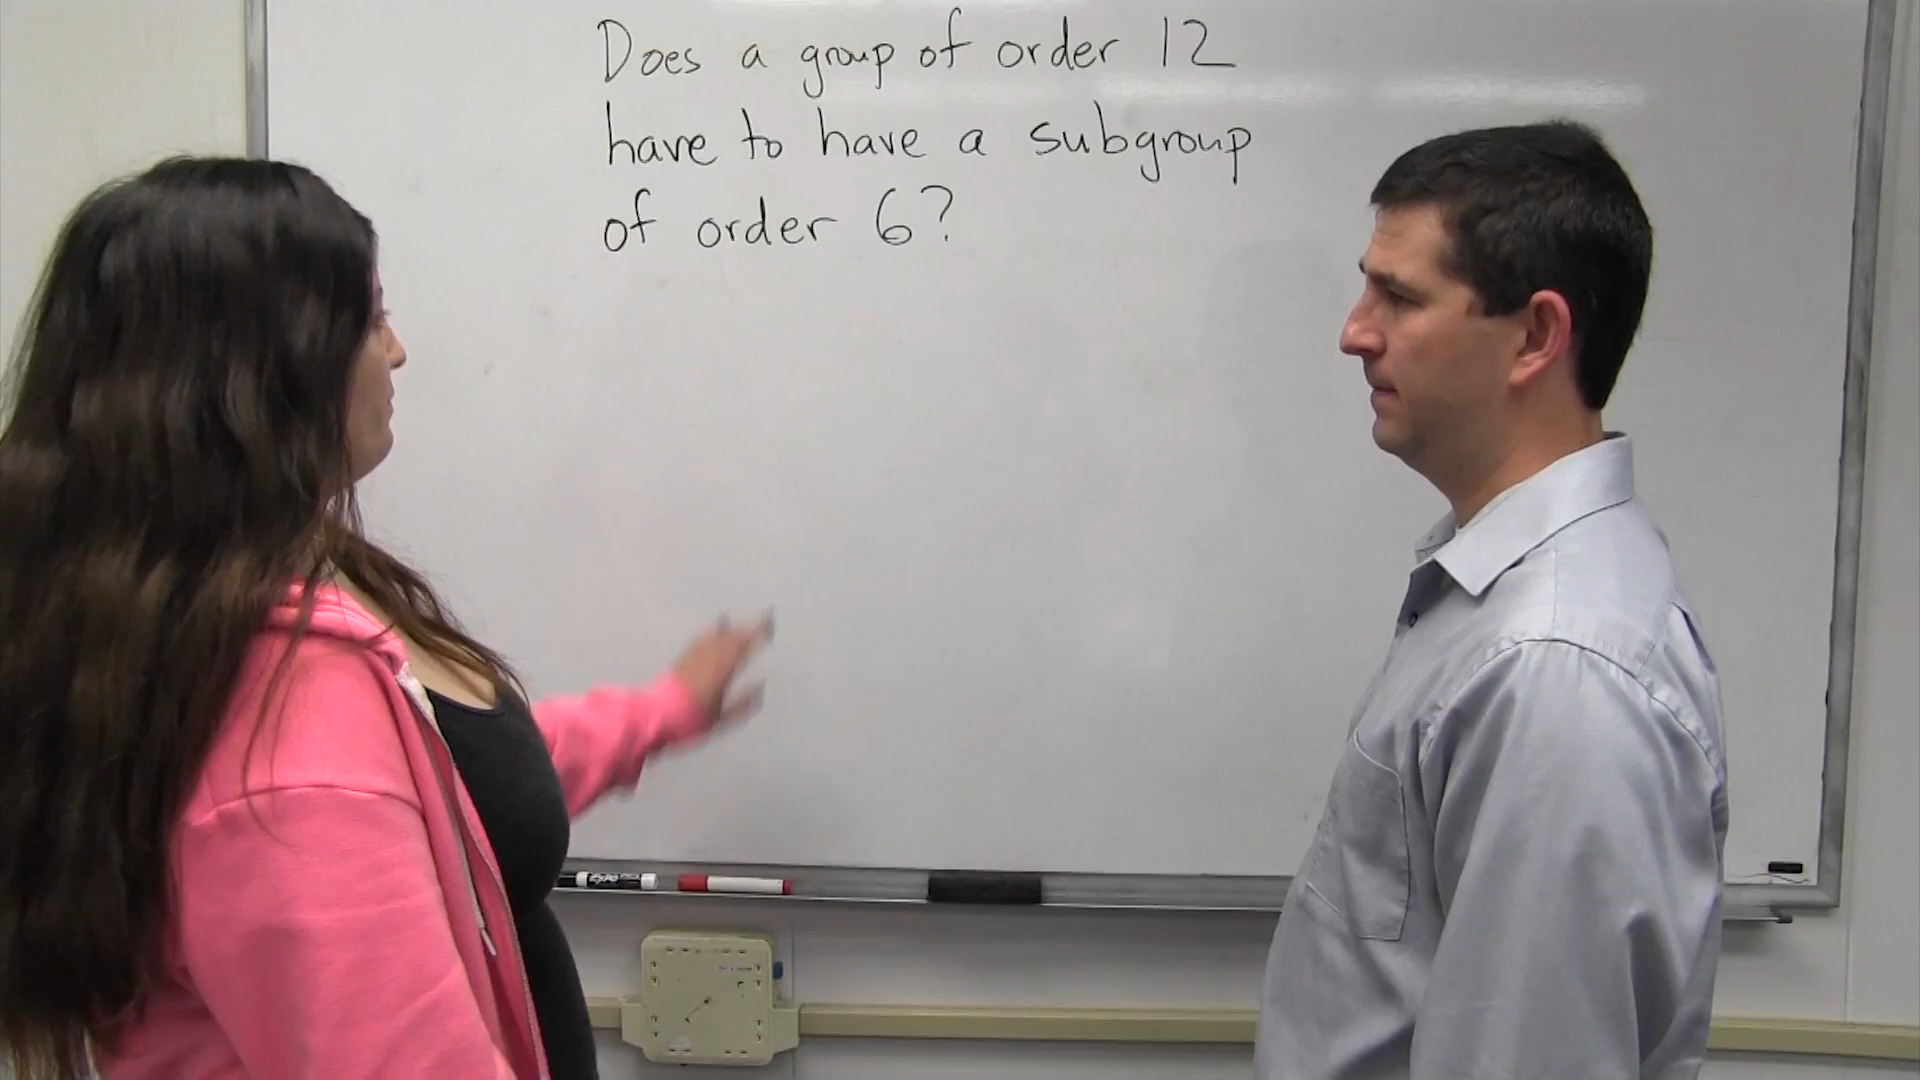 Does a group of order 12
have to have a subgroup
of order 6?